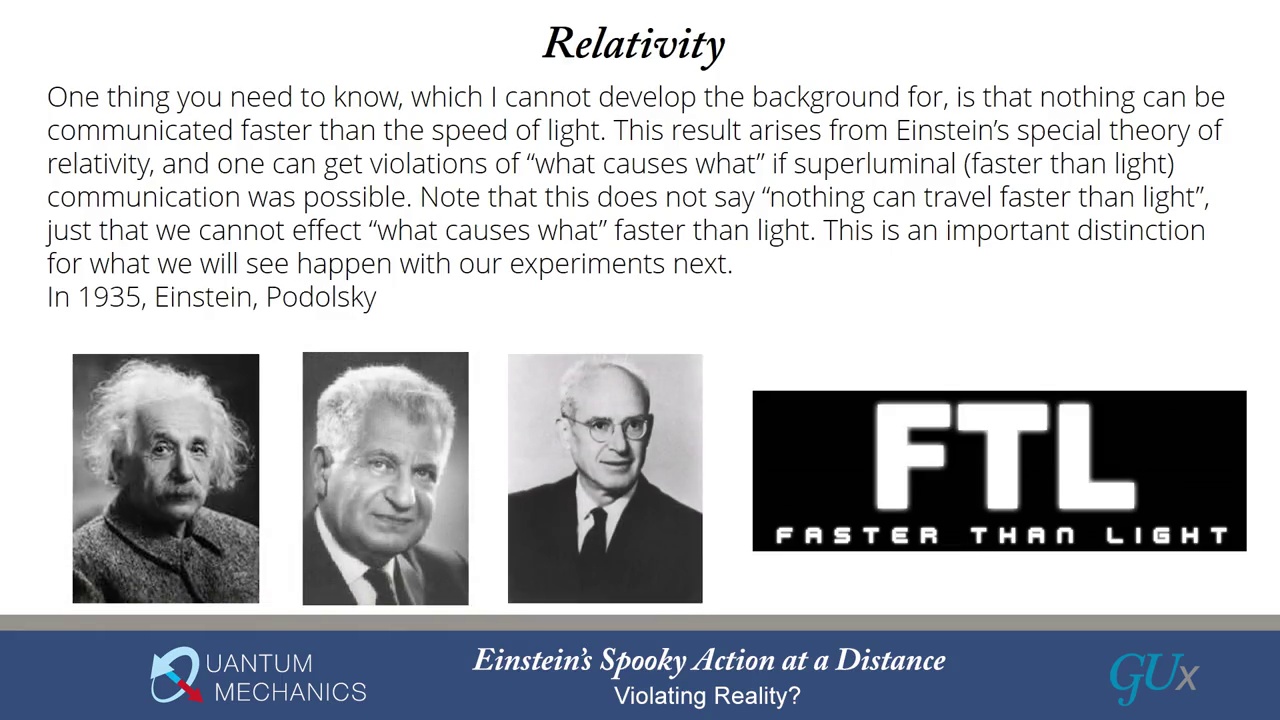 Relativity
One thing you need to know, which I cannot develop the background for, is that nothing can be
communicated faster than the speed of light. This result arises from Einstein’s special theory of
relativity, and one can get violations of “what causes what” if superluminal (faster than light)
communication was possible. Note that this does not say “nothing can travel faster than light”,
just that we cannot effect “what causes what” faster than light. This is an important distinction
for what we will see happen with our experiments next.
In 1935, Einstein, Podolsky
FTL
FASTER THAN LIGHT
QUANTUM
MECHANICS
Einstein’s Spooky Action at a Distance
Violating Reality?
GUx